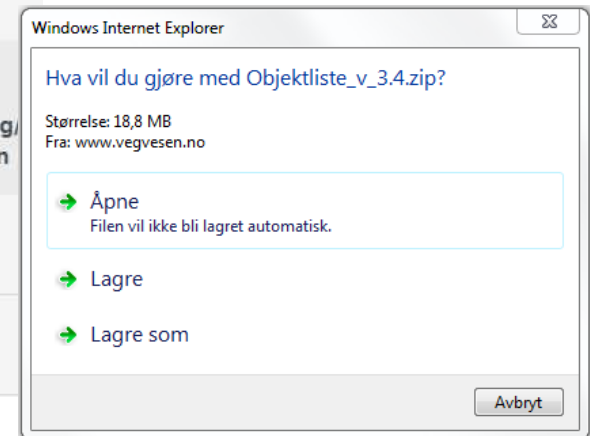 Windows Internet Explorer
Hva vil du gjøre med Objektliste_v_3.4.zip?
Størrelse: 18,8 MB
Fra: www.vegvesen.no
Åpne
Filen vil ikke bli lagret automatisk.
Lagre
Lagre som
Avbryt